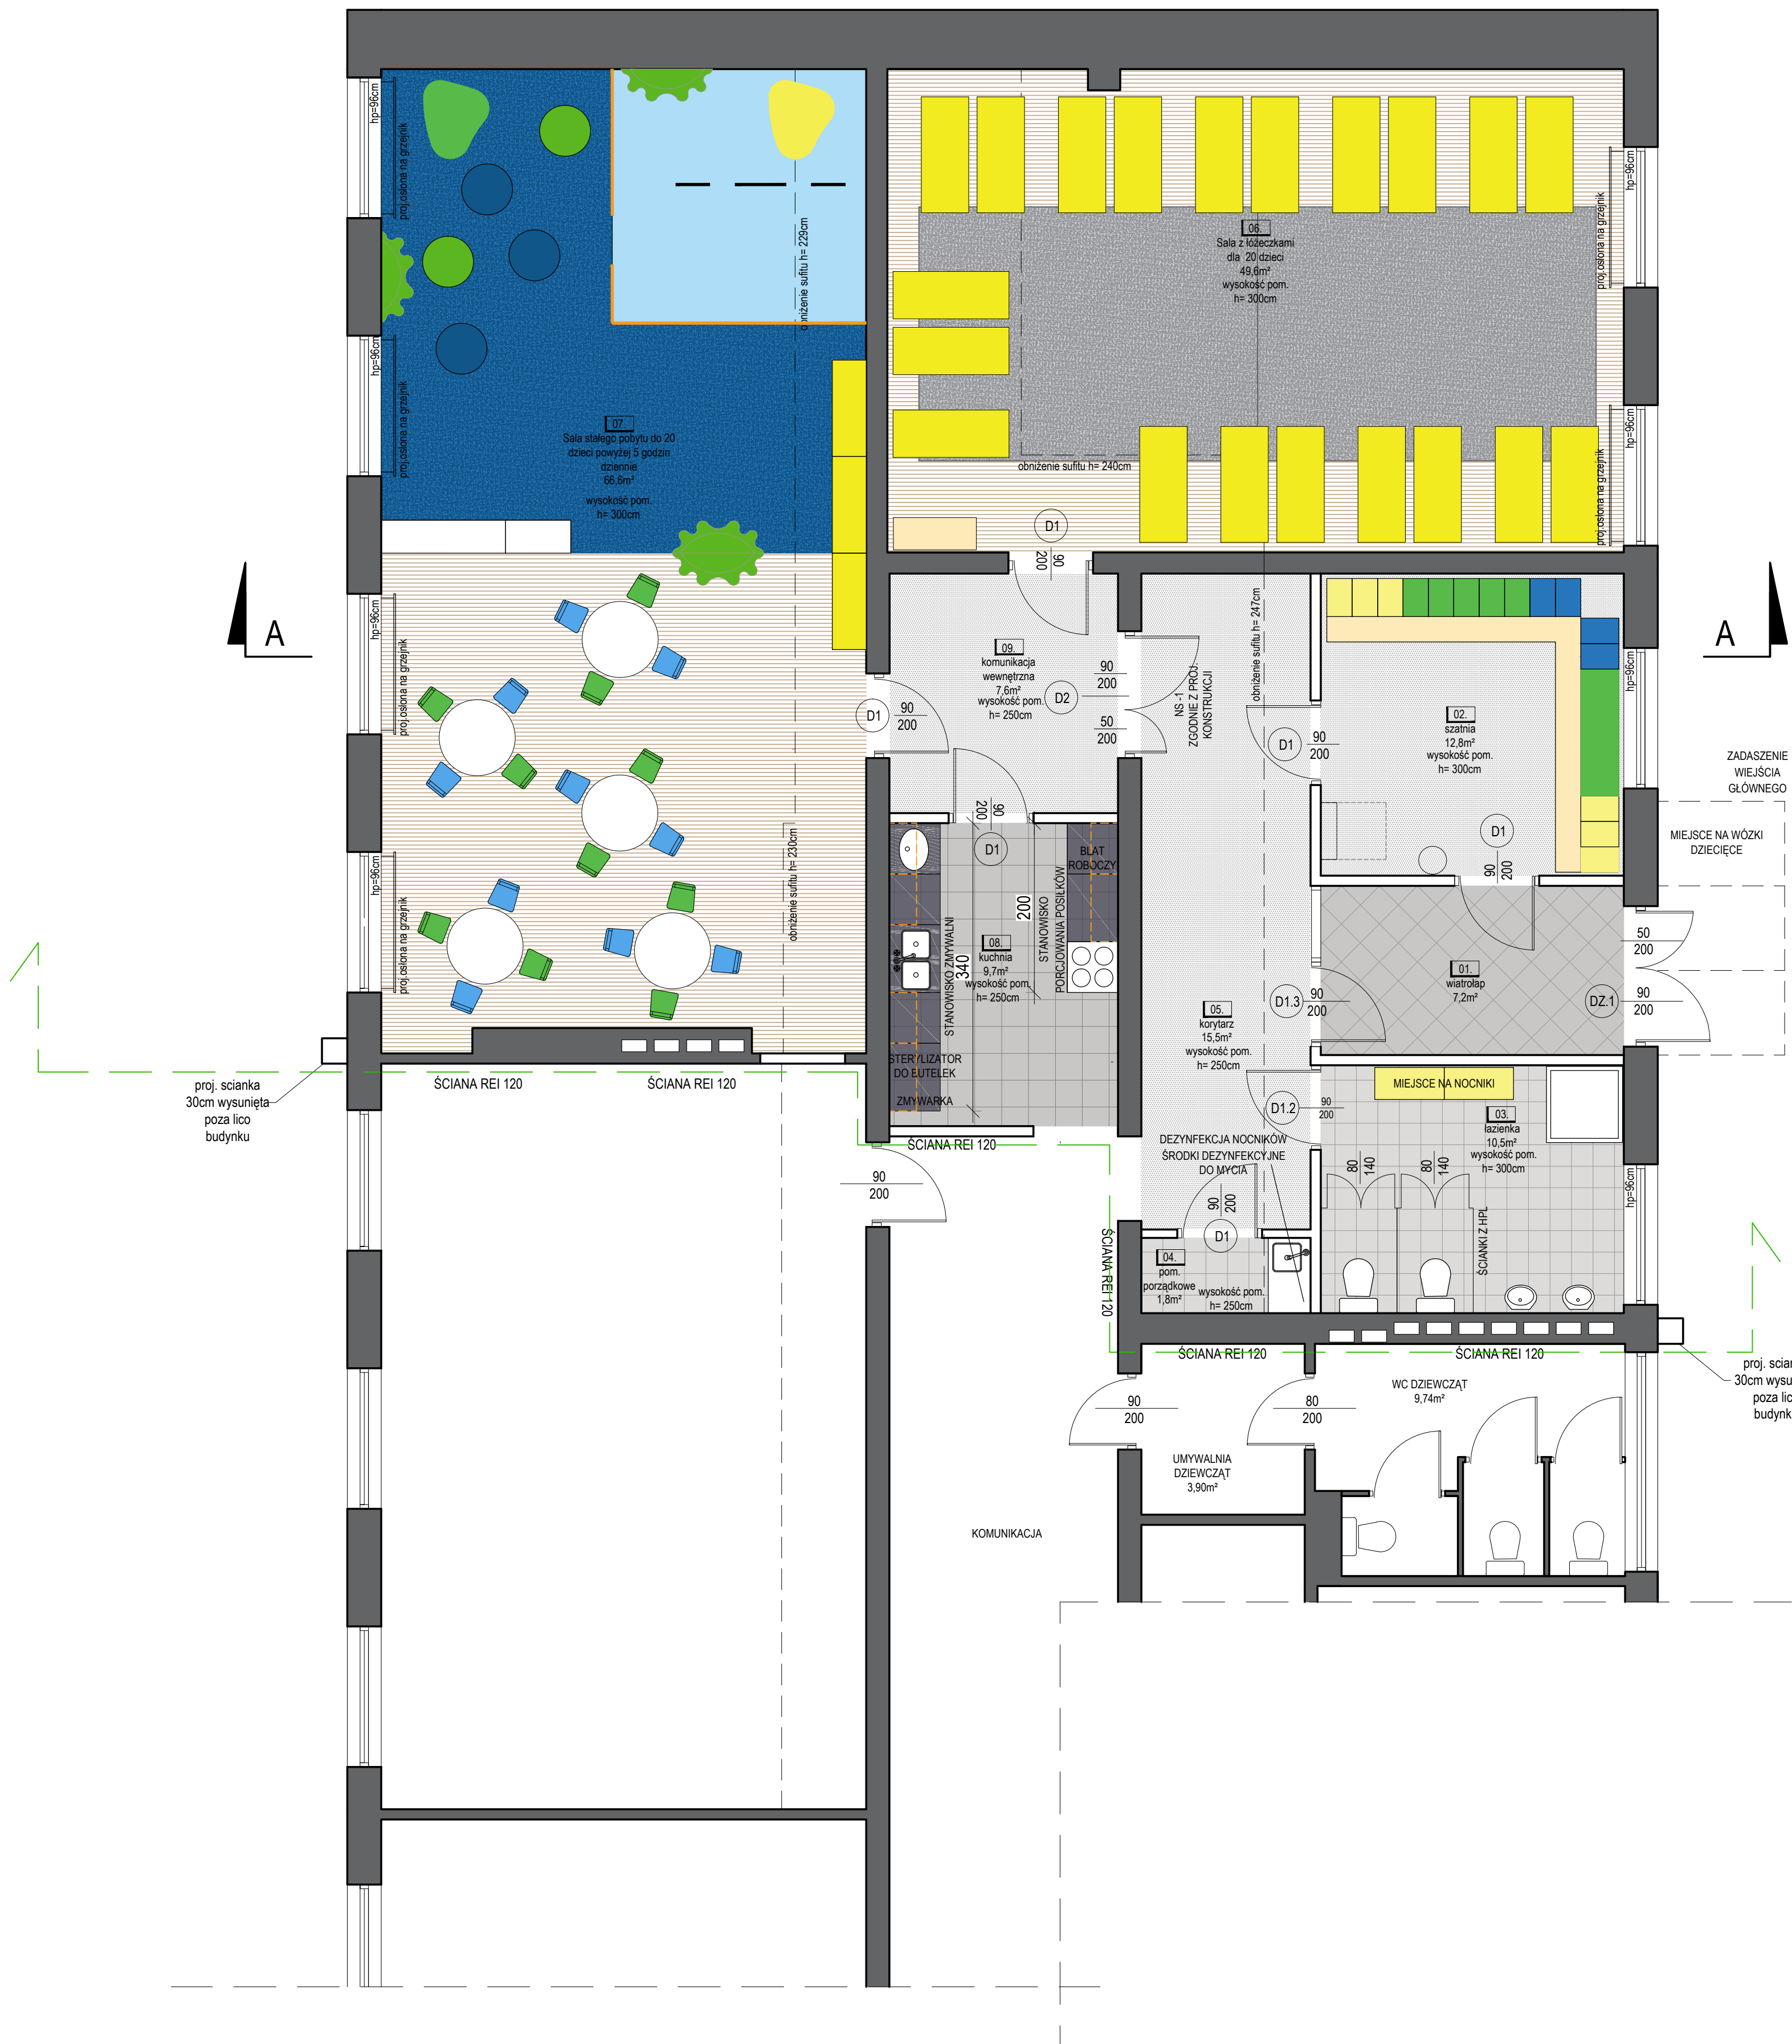 hp=96cm
proj.osłona na grzejnik
obniżenie sufitu h= 229cm
hp=96cm
proj.osłona na grzejnik
07.
Sala stałego pobytu do 20
dzieci powyżej 5 godzin
dziennie
66,6m²
wysokość pom.
h= 300cm
06.
Sala z łóżeczkami
dla 20 dzieci
49,6m²
wysokość pom.
h= 300cm
obniżenie sufitu h= 240cm
hp=96cm
proj.osłona na grzejnik
hp=96cm
proj.osłona na grzejnik
D1
90
200
A
A
hp=96cm
proj.osłona na grzejnik
09.
komunikacja
wewnętrzna
7,6m²
wysokość pom.
h= 250cm
D1
90
200
D2
90
200
50
200
NS -1
ZGODNIE Z PROJ.
KONSTRUKCJI
obniżenie sufitu h= 247cm
D1
90
200
02.
szatnia
12,8m²
wysokość pom.
h= 300cm
hp=96cm
D1
90
200
ZADASZENIE
WIEJŚCIA
GŁÓWNEGO
MIEJSCE NA WÓZKI
DZIECIĘCE
hp=96cm
proj.osłona na grzejnik
obniżenie sufitu h= 230cm
90
200
D1
BLAT
ROBOCZY
200
STANOWISKO
PORCJOWANIA POSIŁKÓW
STANOWISKO ZMYWALNI
340
08.
kuchnia
9,7m²
wysokość pom.
h= 250cm
STERYLIZATOR
DO BUTELEK
ZMYWARKA
05.
korytarz
15,5m²
wysokość pom.
h= 250cm
D1.3
90
200
01.
wiatrołap
7,2m²
DZ.1
50
200
90
200
proj. scianka
30cm wysunięta
poza lico
budynku
ŚCIANA REI 120
ŚCIANA REI 120
ŚCIANA REI 120
90
200
D1.2
90
200
MIEJSCE NA NOCNIKI
03.
łazienka
10,5m²
wysokość pom.
h= 300cm
80
140
80
140
ŚCIANKI Z HPL
hp=96cm
DEZYNFEKCJA NOCNIKÓW
ŚRODKI DEZYNFEKCYJNE
DO MYCIA
90
200
D1
04.
pom.
porządkowe
1,8m²
wysokość pom.
h= 250cm
ŚCIANA REI 120
ŚCIANA REI 120
ŚCIANA REI 120
proj. scian
30cm wysu
poza lic
budynk
90
200
80
200
WC DZIEWCZĄT
9,74m²
UMYWALNIA
DZIEWCZĄT
3,90m²
KOMUNIKACJA